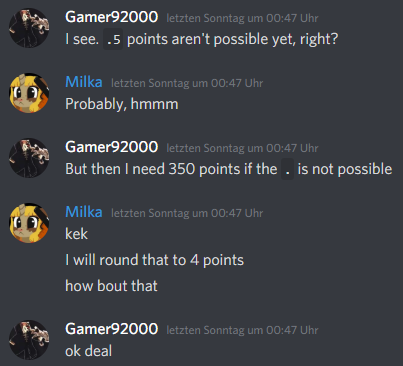 Gamer92000 letzten Sonntag um 00:47 Uhr
I see. .5 points aren't possible yet, right?
Milka letzten Sonntag um 00:47 Uhr
Probably, hmmm
Gamer92000 letzten Sonntag um 00:47 Uhr
But then I need 350 points if the . is not possible
Milka letzten Sonntag um 00:47 Uhr
kek
I will round that to 4 points
how bout that
Gamer92000 letzten Sonntag um 00:47 Uhr
ok deal